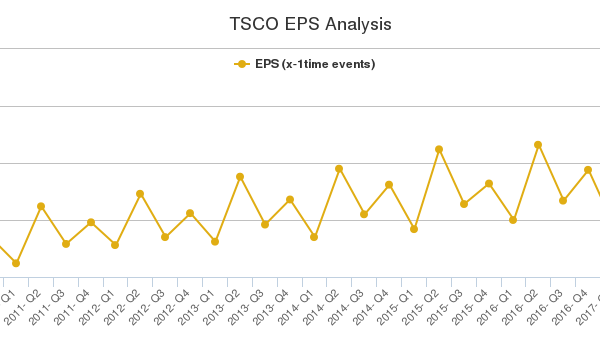 TSCO EPS Analysis
EPS (x-1time events)
Q1
2011- Q2
2011- Q3
2011- Q4
2012- Q1
2012- Q2
2012- Q3
2012- Q4
2013- Q1
2013- Q2
2013- Q3
2013- Q4
2014- Q1
2014- Q2
2014- Q3
2014- Q4
2015- Q1
2015- Q2
2015- Q3
2015- Q4
2016- Q1
2016- Q2
2016- Q3
2016- Q4
2017-